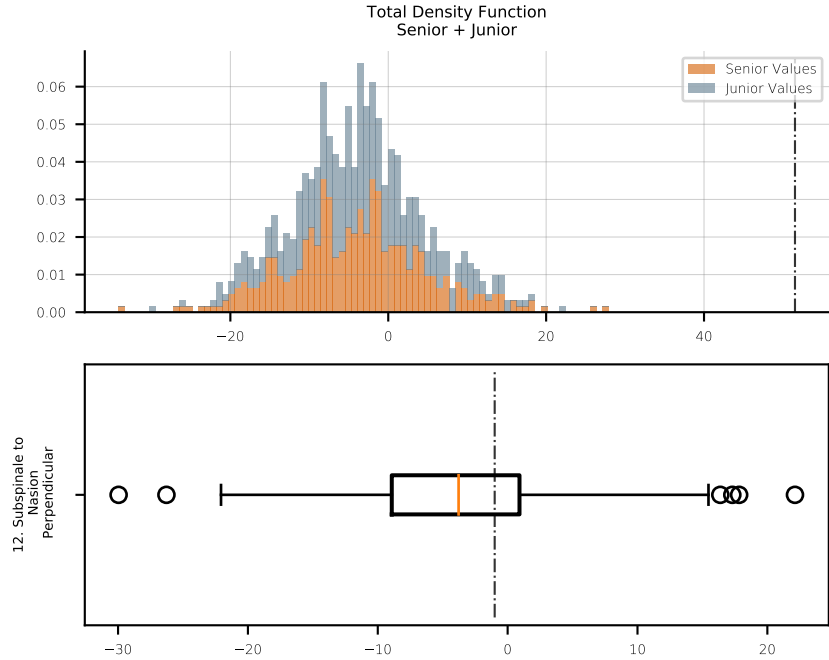 Total Density Function
Senior + Junior
Senior Values
Junior Values
0.06
0.05
0.04
0.03
0.02
0.01
0.00
−20
0
20
40
12. Subspinale to
Nasion
Perpendicular
−30
−20
−10
0
10
20